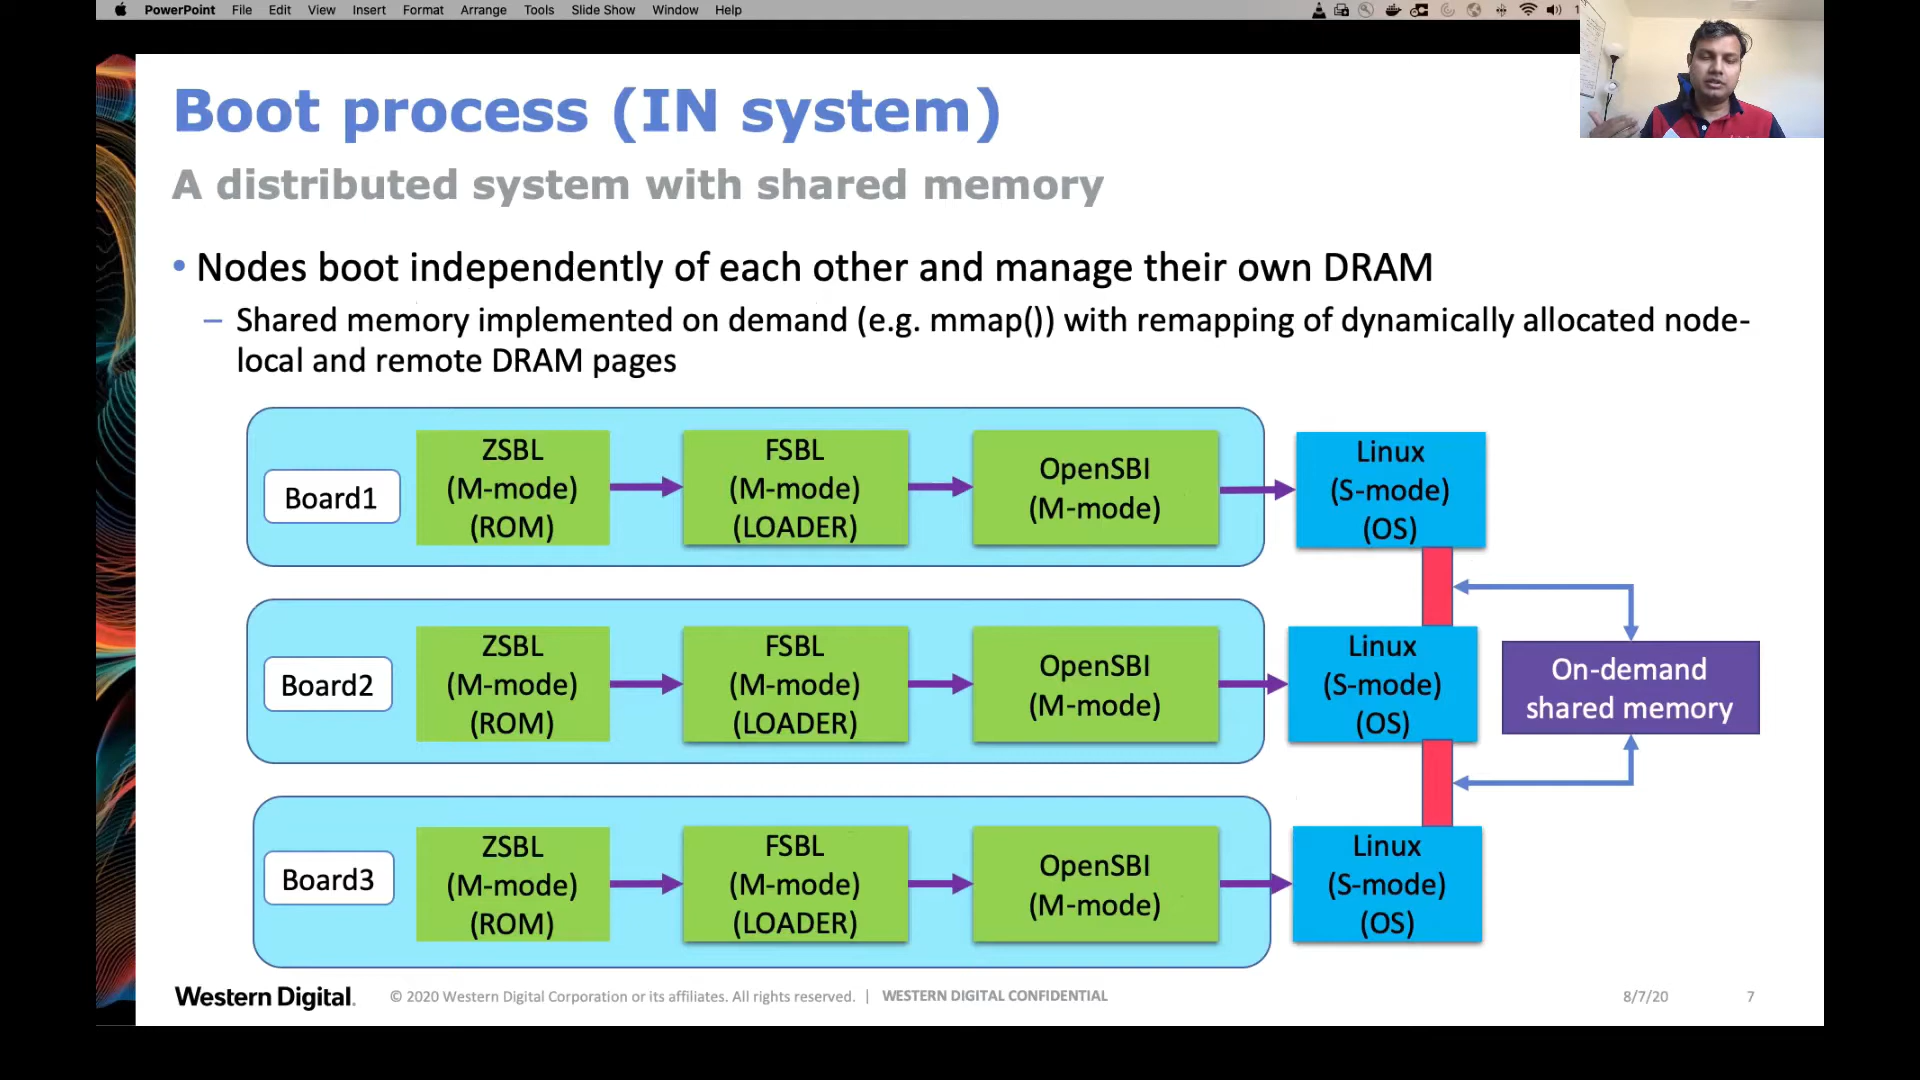 PowerPoint File Edit View Insert Format Arrange Tools Slide Show Window Help
Boot process (IN system)
A distributed system with shared memory
• Nodes boot independently of each other and manage their own DRAM
– Shared memory implemented on demand (e.g. mmap()) with remapping of dynamically allocated node-
local and remote DRAM pages
Board1
ZSBL
(M-mode)
(ROM)
FSBL
(M-mode)
(LOADER)
OpenSBI
(M-mode)
Linux
(S-mode)
(OS)
Board2
ZSBL
(M-mode)
(ROM)
FSBL
(M-mode)
(LOADER)
OpenSBI
(M-mode)
Linux
(S-mode)
(OS)
On-demand
shared memory
Board3
ZSBL
(M-mode)
(ROM)
FSBL
(M-mode)
(LOADER)
OpenSBI
(M-mode)
Linux
(S-mode)
(OS)
Western Digital. © 2020 Western Digital Corporation or its affiliates. All rights reserved. | WESTERN DIGITAL CONFIDENTIAL 8/7/20 7